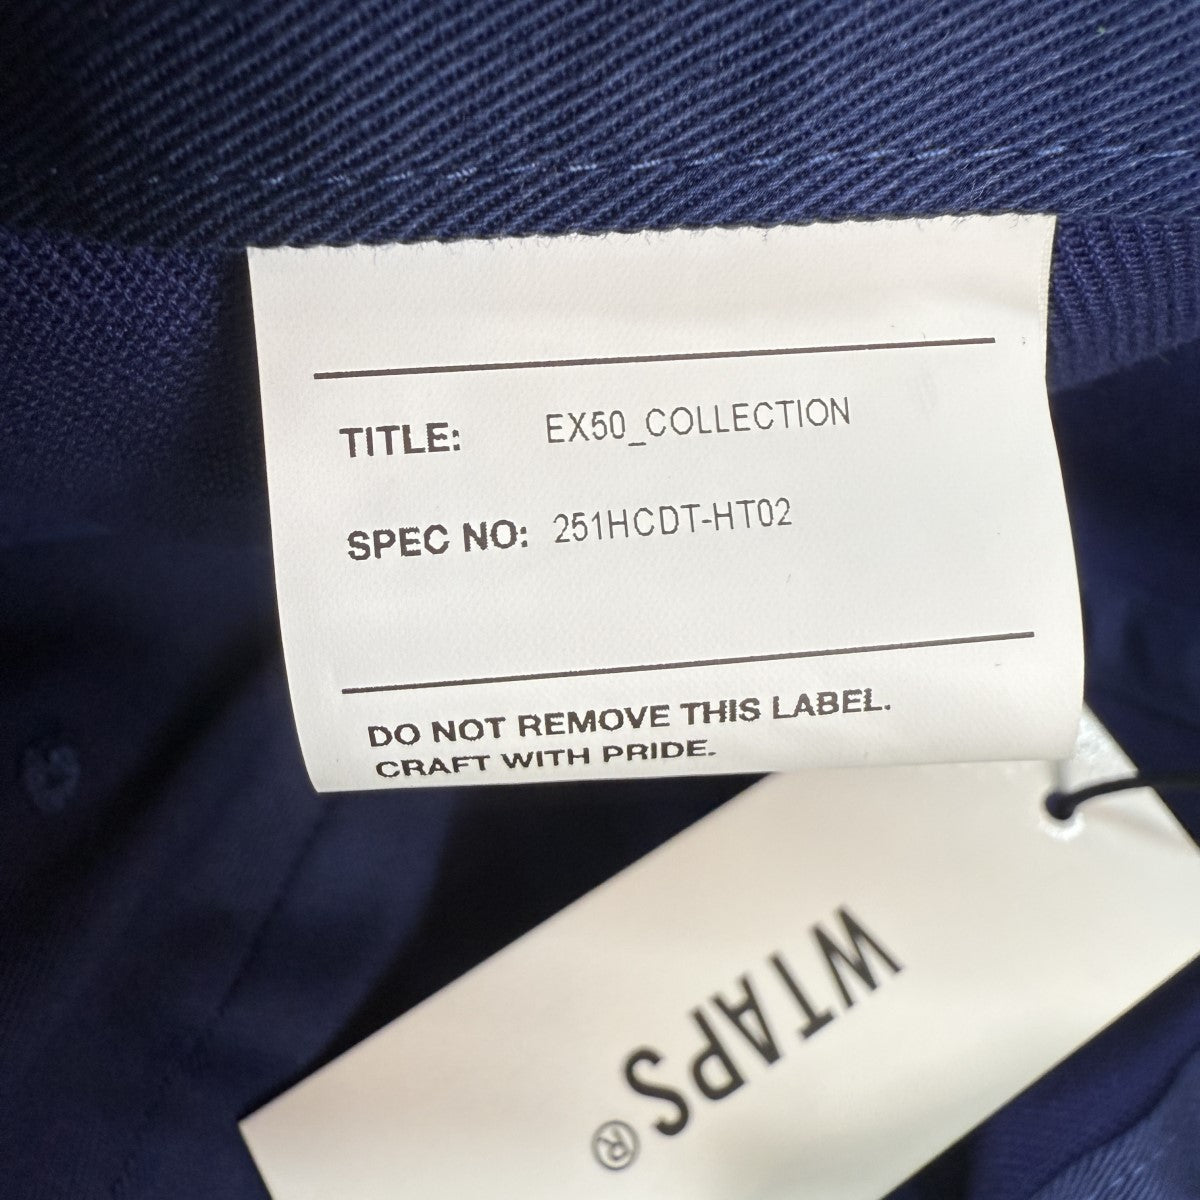 TITLE: EX50_COLLECTION
SPEC NO: 251HCDT-HT02
DO NOT REMOVE THIS LABEL.
CRAFT WITH PRIDE.
WTAPS®